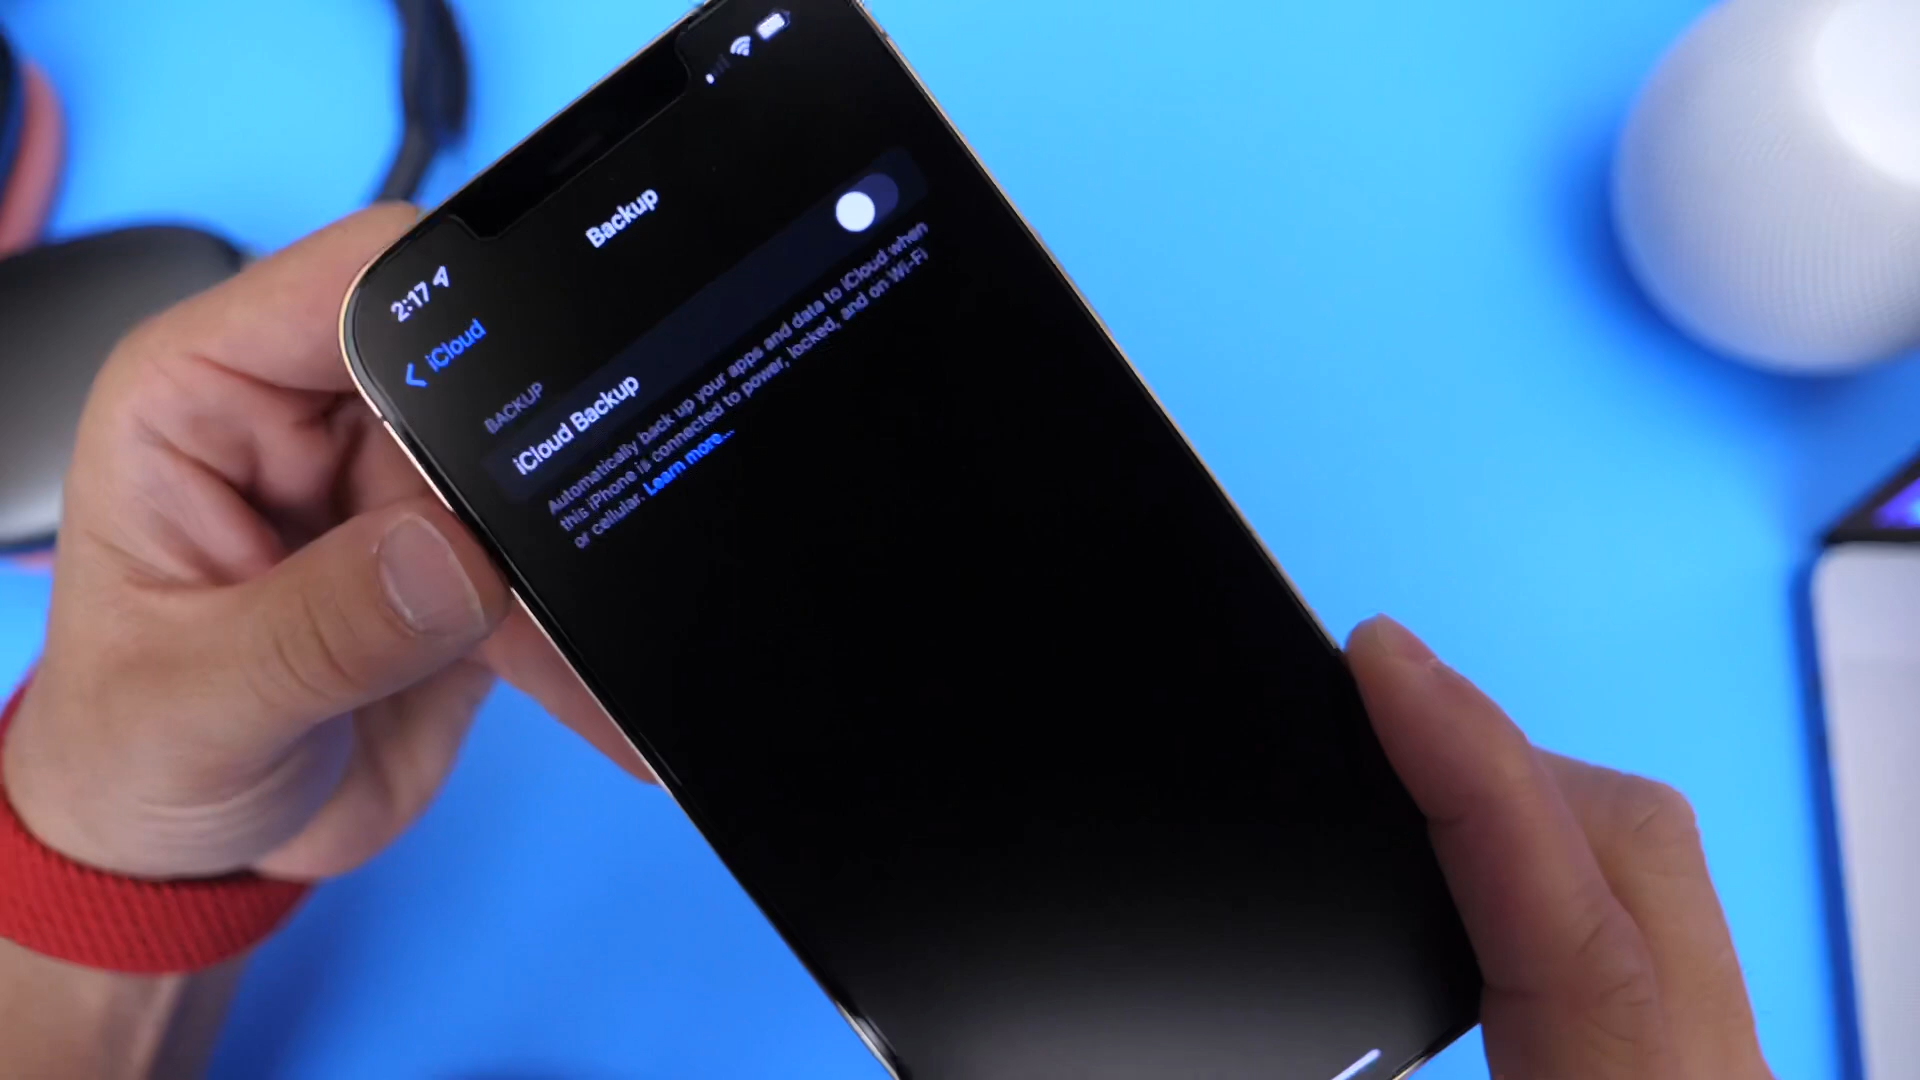 2:17
iCloud
Backup
BACKUP
iCloud Backup
Automatically back up your apps and data to iCloud when
this iPhone is connected to power, locked, and on Wi-Fi
or cellular. Learn more...